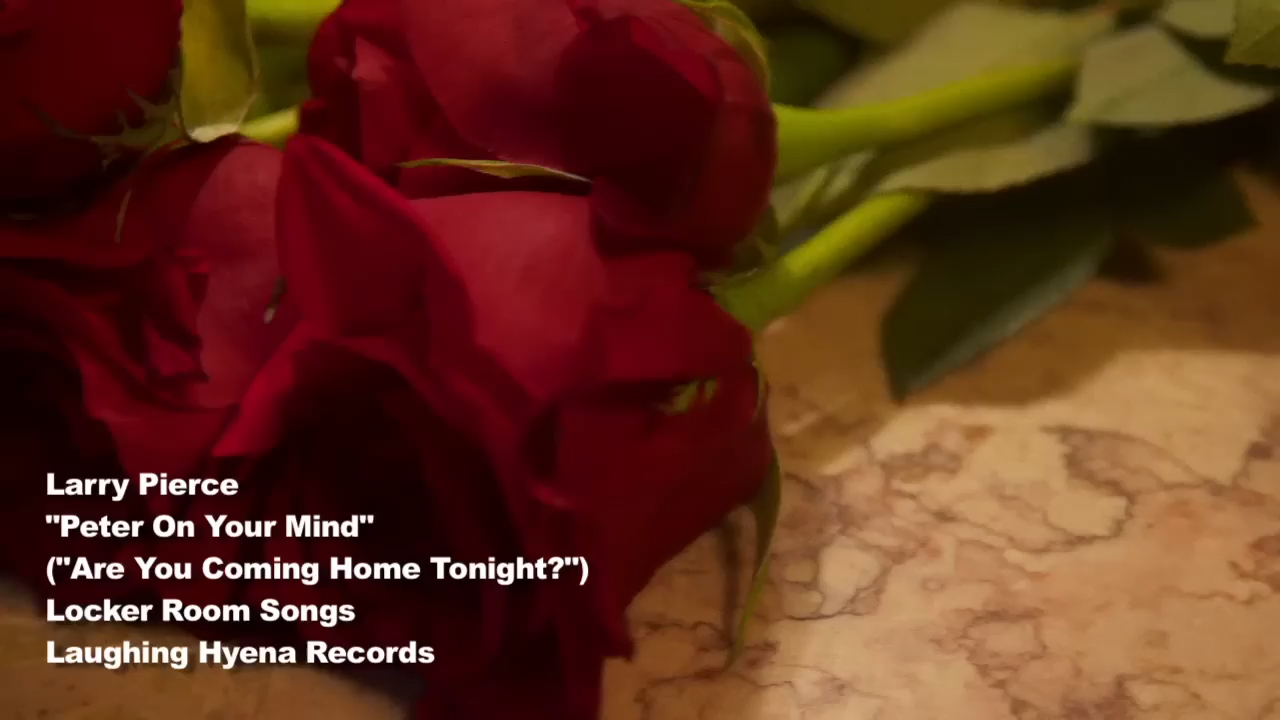 Larry Pierce
"Peter On Your Mind"
("Are You Coming Home Tonight?")
Locker Room Songs
Laughing Hyena Records